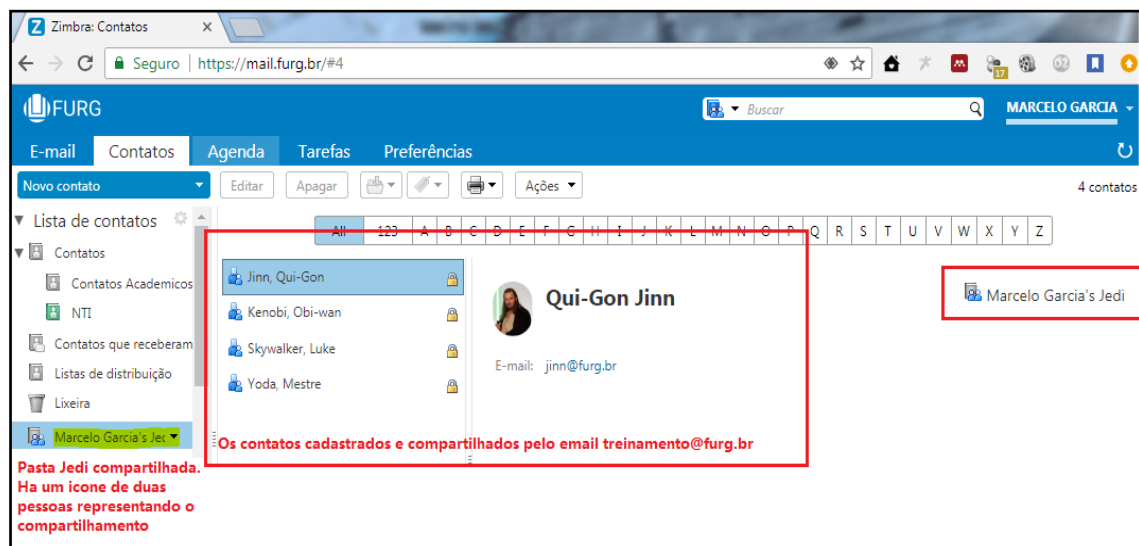 Zimbra: Contatos
Seguro | https://mail.furg.br/#4
17
FURG
Buscar
MARCELO GARCIA
E-mail Contatos Agenda Tarefas Preferências
Novo contato Editar Apagar Ações 4 contatos
Lista de contatos
All 123 A B C D E F G H I J K L M N O P Q R S T U V W X Y Z
Contatos
Contatos Academicos
NTI
Contatos que receberam
Listas de distribuição
Lixeira
Marcelo Garcia's Jec
Jinn, Qui-Gon
Kenobi, Obi-wan
Skywalker, Luke
Yoda, Mestre
Qui-Gon Jinn
E-mail: jinn@furg.br
Marcelo Garcia's Jedi
Os contatos cadastrados e compartilhados pelo email treinamento@furg.br
Pasta Jedi compartilhada.
Ha um icone de duas
pessoas representando o
compartilhamento